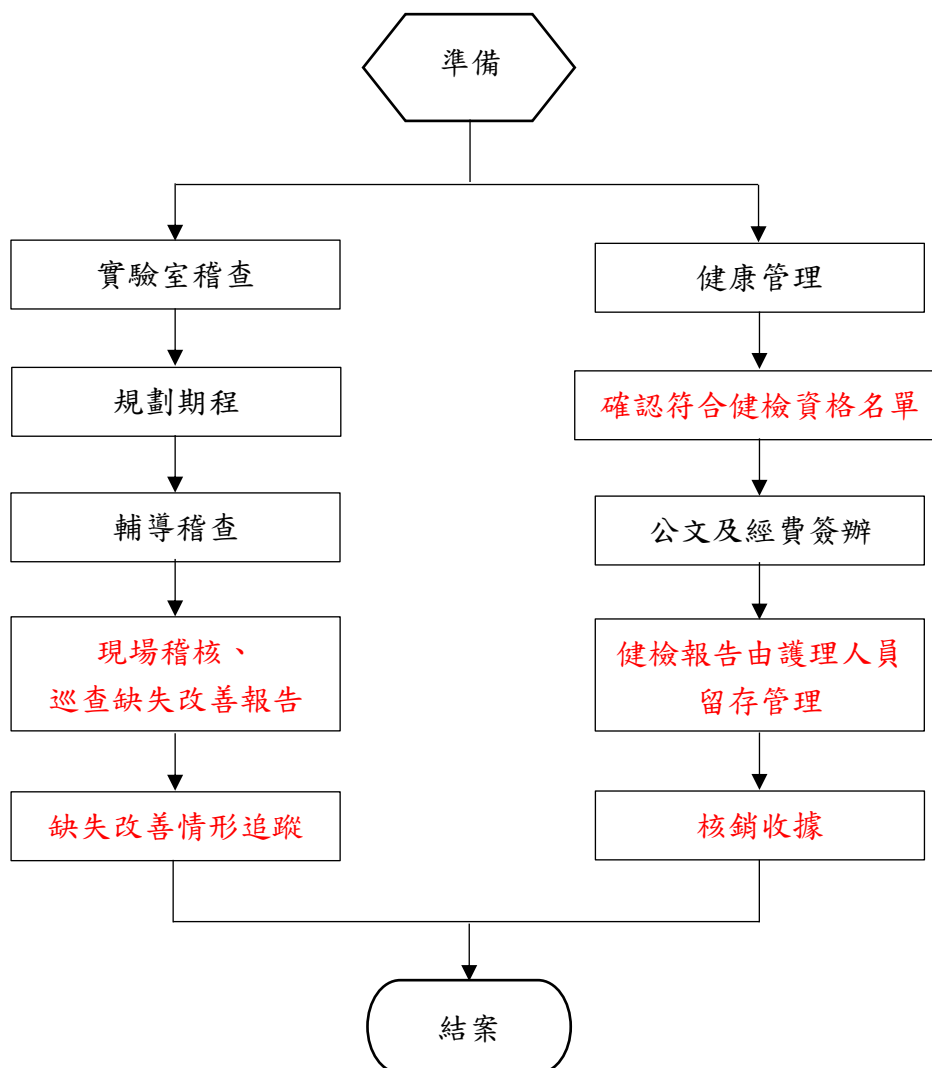 準備
實驗室稽查
規劃期程
輔導稽查
現場稽核、
巡查缺失改善報告
缺失改善情形追蹤
健康管理
確認符合健檢資格名單
公文及經費簽辦
健檢報告由護理人員
留存管理
核銷收據
結案